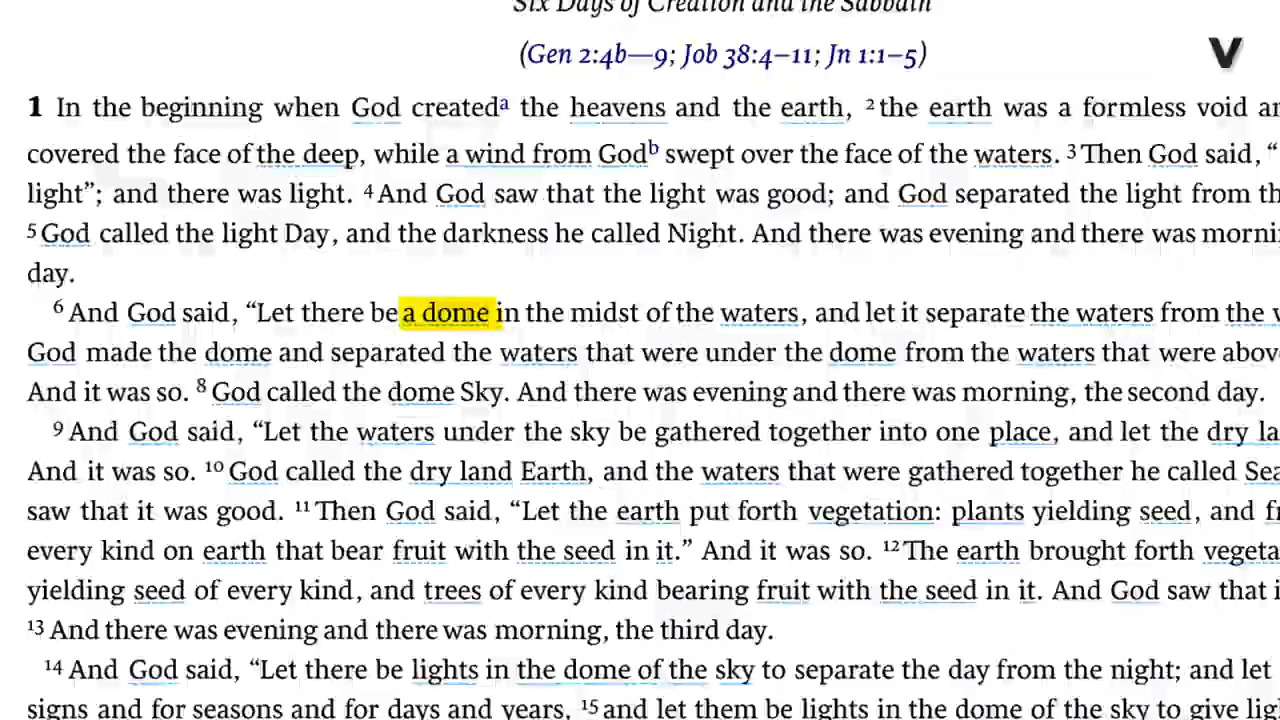 Six Days of Creation and the Sabbath
(Gen 2:4b—9; Job 38:4–11; Jn 1:1–5)
V
1 In the beginning when God createdᵃ the heavens and the earth, ² the earth was a formless void
covered the face of the deep, while a wind from Godᵇ swept over the face of the waters. ³ Then God said, “
light”; and there was light. ⁴ And God saw that the light was good; and God separated the light from
⁵ God called the light Day, and the darkness he called Night. And there was evening and there was
day.
⁶ And God said, “Let there be a dome in the midst of the waters, and let it separate the waters from the
God made the dome and separated the waters that were under the dome from the waters that were
And it was so. ⁸ God called the dome Sky. And there was evening and there was morning, the second day.
⁹ And God said, “Let the waters under the sky be gathered together into one place, and let the dry
And it was so. ¹⁰ God called the dry land Earth, and the waters that were gathered together he called
saw that it was good. ¹¹ Then God said, “Let the earth put forth vegetation: plants yielding seed, and
every kind on earth that bear fruit with the seed in it.” And it was so. ¹² The earth brought forth
yielding seed of every kind, and trees of every kind bearing fruit with the seed in it. And God saw that
¹³ And there was evening and there was morning, the third day.
¹⁴ And God said, “Let there be lights in the dome of the sky to separate the day from the night; and let
signs and for seasons and for days and years, ¹⁵ and let them be lights in the dome of the sky to give